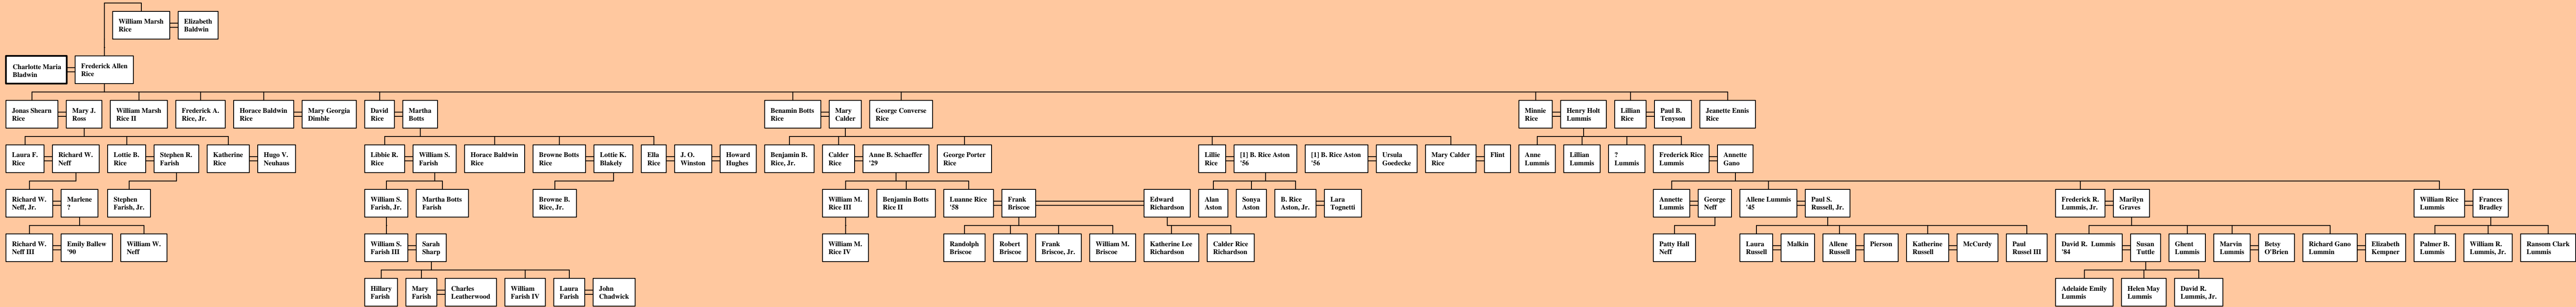 William Marsh
Rice
Elizabeth
Baldwin
Charlotte Maria
Bladwin
Frederick Allen
Rice
Jonas Shearn
Rice
Mary J.
Ross
William Marsh
Rice II
Frederick A.
Rice, Jr.
Horace Baldwin
Rice
Mary Georgia
Dimble
David
Rice
Martha
Botts
Benamin Botts
Rice
Mary
Calder
George Converse
Rice
Minnie
Rice
Henry Holt
Lummis
Lillian
Rice
Paul B.
Tenyson
Jeanette Ennis
Rice
Laura F.
Rice
Richard W.
Neff
Lottie B.
Rice
Stephen R.
Farish
Katherine
Rice
Hugo V.
Neuhaus
Libbie R.
Rice
William S.
Farish
Horace Baldwin
Rice
Browne Botts
Rice
Lottie K.
Blakely
Ella
Rice
J. O.
Winston
Howard
Hughes
Benjamin B.
Rice, Jr.
Calder
Rice
Anne B. Schaeffer
'29
George Porter
Rice
Lillie
Rice
[1] B. Rice Aston
'56
[1] B. Rice Aston
'56
Ursula
Goedecke
Mary Calder
Rice
Flint
Anne
Lummis
Lillian
Lummis
?
Lummis
Frederick Rice
Lummis
Annette
Gano
Richard W.
Neff, Jr.
Marlene
?
Stephen
Farish, Jr.
William S.
Farish, Jr.
Martha Botts
Farish
Browne B.
Rice, Jr.
William M.
Rice III
Benjamin Botts
Rice II
Luanne Rice
'58
Frank
Briscoe
Edward
Richardson
Alan
Aston
Sonya
Aston
B. Rice
Aston, Jr.
Lara
Tognetti
Annette
Lummis
George
Neff
Allene Lummis
'45
Paul S.
Russell, Jr.
Frederick R.
Lummis, Jr.
Marilyn
Graves
William Rice
Lummis
Frances
Bradley
Richard W.
Neff III
Emily Ballew
'90
William W.
Neff
William S.
Farish III
Sarah
Sharp
William M.
Rice IV
Randolph
Briscoe
Robert
Briscoe
Frank
Briscoe, Jr.
William M.
Briscoe
Katherine Lee
Richardson
Calder Rice
Richardson
Patty Hall
Neff
Laura
Russell
Malkin
Allene
Russell
Pierson
Katherine
Russell
McCurdy
Paul
Russel III
David R. Lummis
'84
Susan
Tuttle
Ghent
Lummis
Marvin
Lummis
Betsy
O'Brien
Richard Gano
Lummin
Elizabeth
Kempner
Palmer B.
Lummis
William R.
Lummis, Jr.
Ransom Clark
Lummis
Hillary
Farish
Mary
Farish
Charles
Leatherwood
William
Farish IV
Laura
Farish
John
Chadwick
Adelaide Emily
Lummis
Helen May
Lummis
David R.
Lummis, Jr.